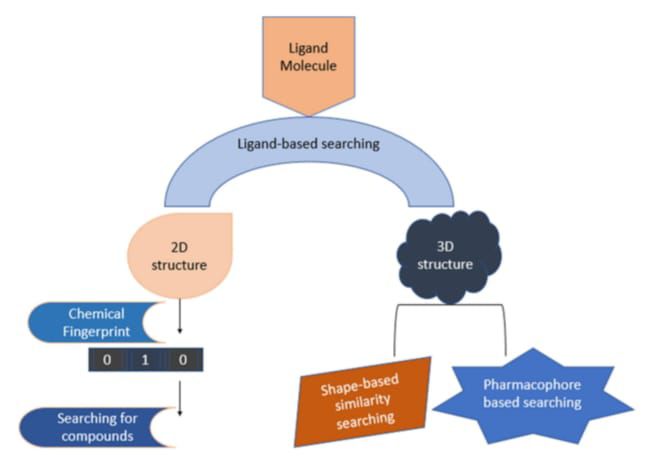 Ligand
Molecule
Ligand-based searching
2D
structure
3D
structure
Chemical
Fingerprint
0 1 0
Searching for
compounds
Shape-based
similarity
searching
Pharmacophore
based searching